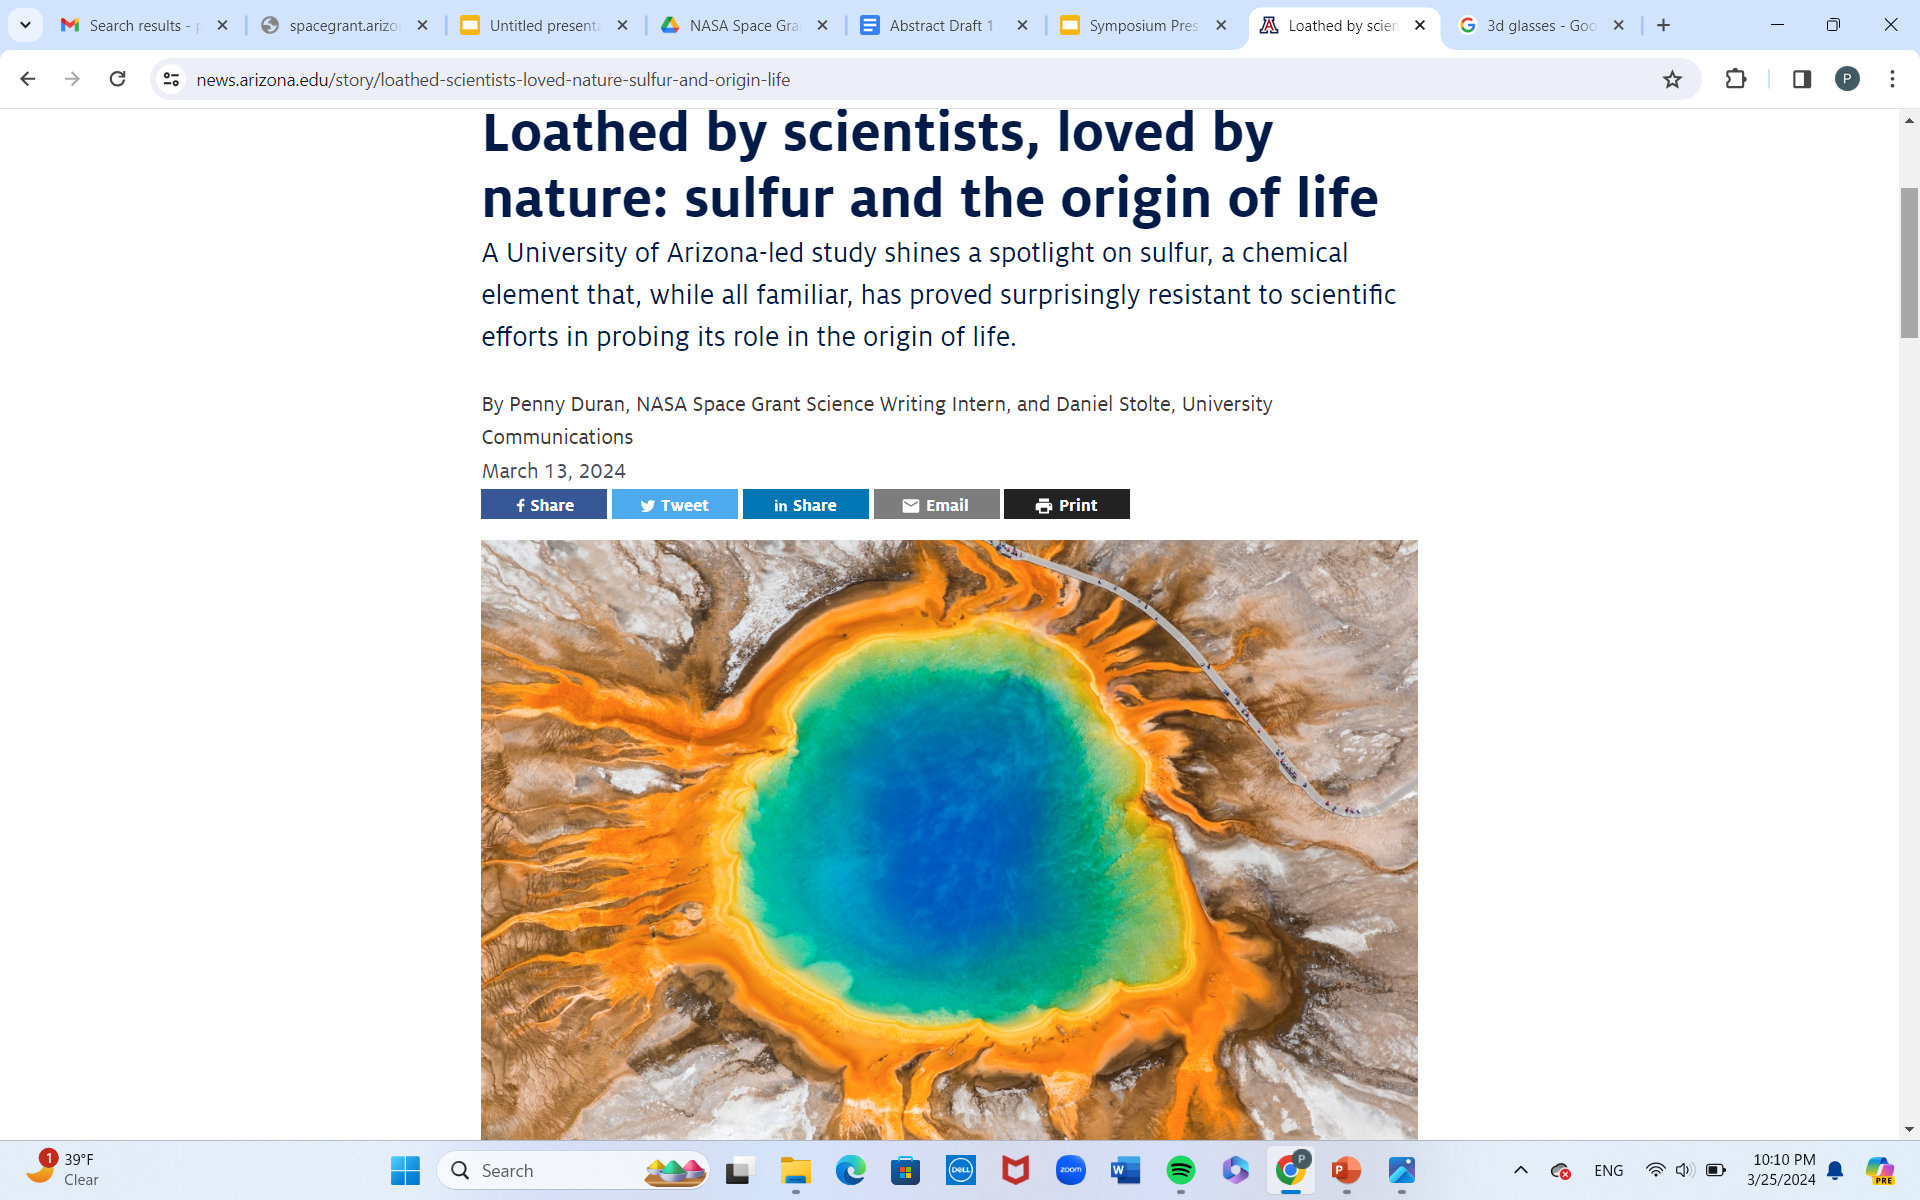 Search results - p
spacegrant.arizo
Untitled presenta
NASA Space Gra
Abstract Draft 1
Symposium Pres
Loathed by scien
3d glasses - Goo
news.arizona.edu/story/loathed-scientists-loved-nature-sulfur-and-origin-life
P
Loathed by scientists, loved by
nature: sulfur and the origin of life
A University of Arizona-led study shines a spotlight on sulfur, a chemical
element that, while all familiar, has proved surprisingly resistant to scientific
efforts in probing its role in the origin of life.
By Penny Duran, NASA Space Grant Science Writing Intern, and Daniel Stolte, University
Communications
March 13, 2024
f Share
Tweet
in Share
Email
Print
1
39°F
Clear
Search
DELL
zoom
W
P
P
ENG
10:10 PM
3/25/2024
PRE